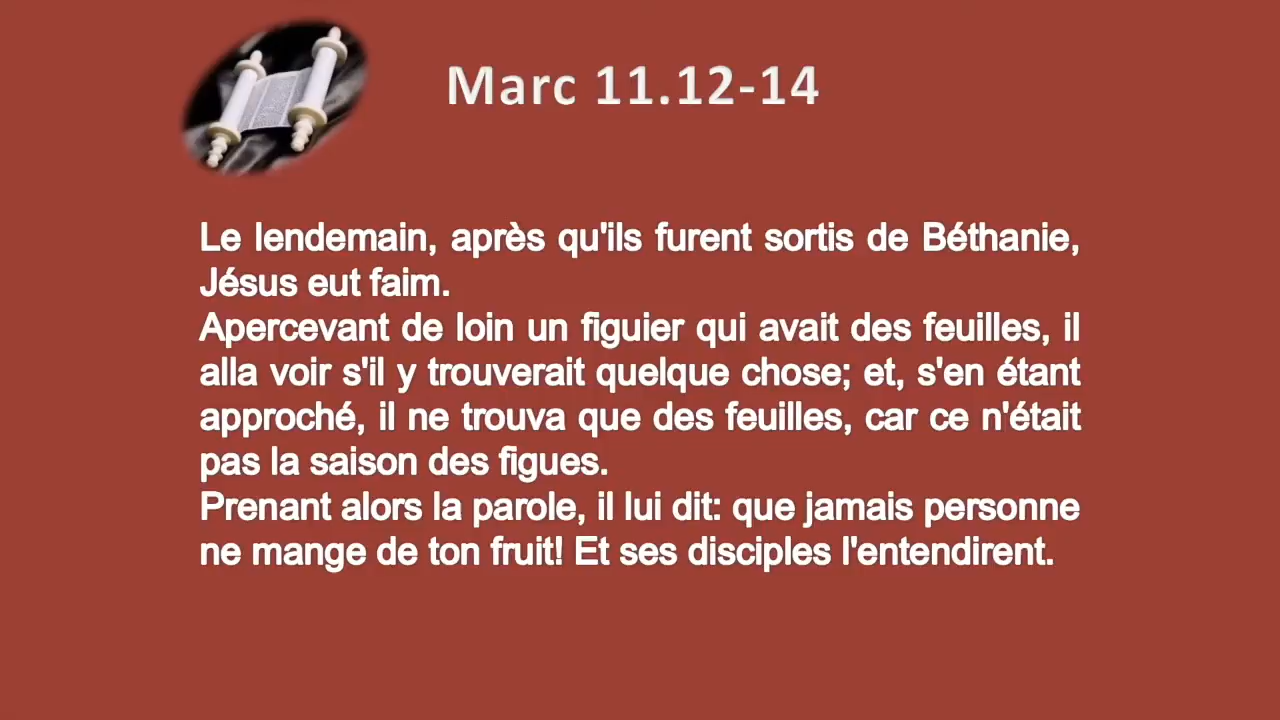 Marc 11.12-14
Le lendemain, après qu'ils furent sortis de Béthanie,
Jésus eut faim.
Apercevant de loin un figuier qui avait des feuilles, il
alla voir s'il y trouverait quelque chose; et, s'en étant
approché, il ne trouva que des feuilles, car ce n'était
pas la saison des figues.
Prenant alors la parole, il lui dit: que jamais personne
ne mange de ton fruit! Et ses disciples l'entendirent.